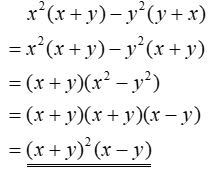 x²(x + y) − y²(y + x)
= x²(x + y) − y²(x + y)
= (x + y)(x² − y²)
= (x + y)(x + y)(x − y)
= (x + y)²(x − y)